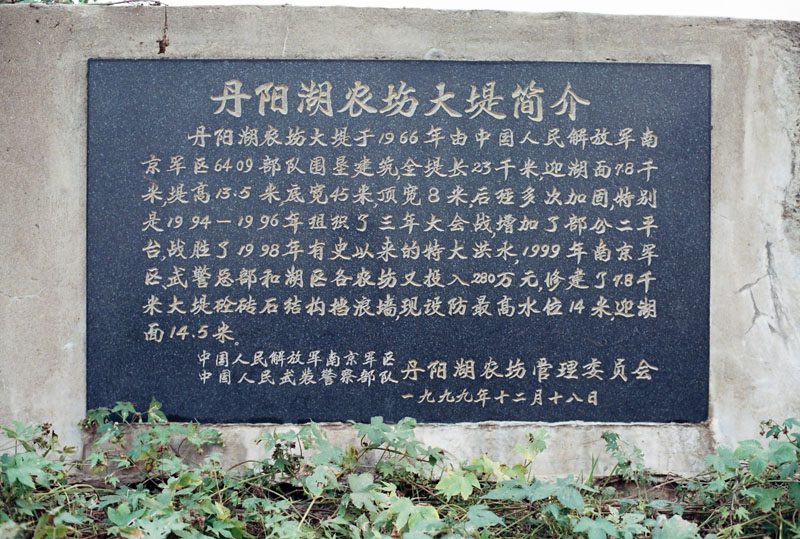 丹阳湖农场大堤简介
丹阳湖农场大堤于1966年由中国人民解放军南
京军区6409部队围垦建筑全堤长23千米,迎湖面7.8千
米,堤高13.5米底宽45米,顶宽8米,后经多次加固,特别
是1994—1996年组织了三年大会战,增加了部分二平
台,战胜了1998年有史以来的特大洪水,1999年南京军
区,武警总部和湖区各农场又投入280万元,修建了7.8千
米大堤砼砖石结构挡浪墙,现设防最高水位14米,迎湖
面14.5米。
中国人民解放军南京军区
中国人民武装警察部队
丹阳湖农场管理委员会
一九九九年十二月十八日